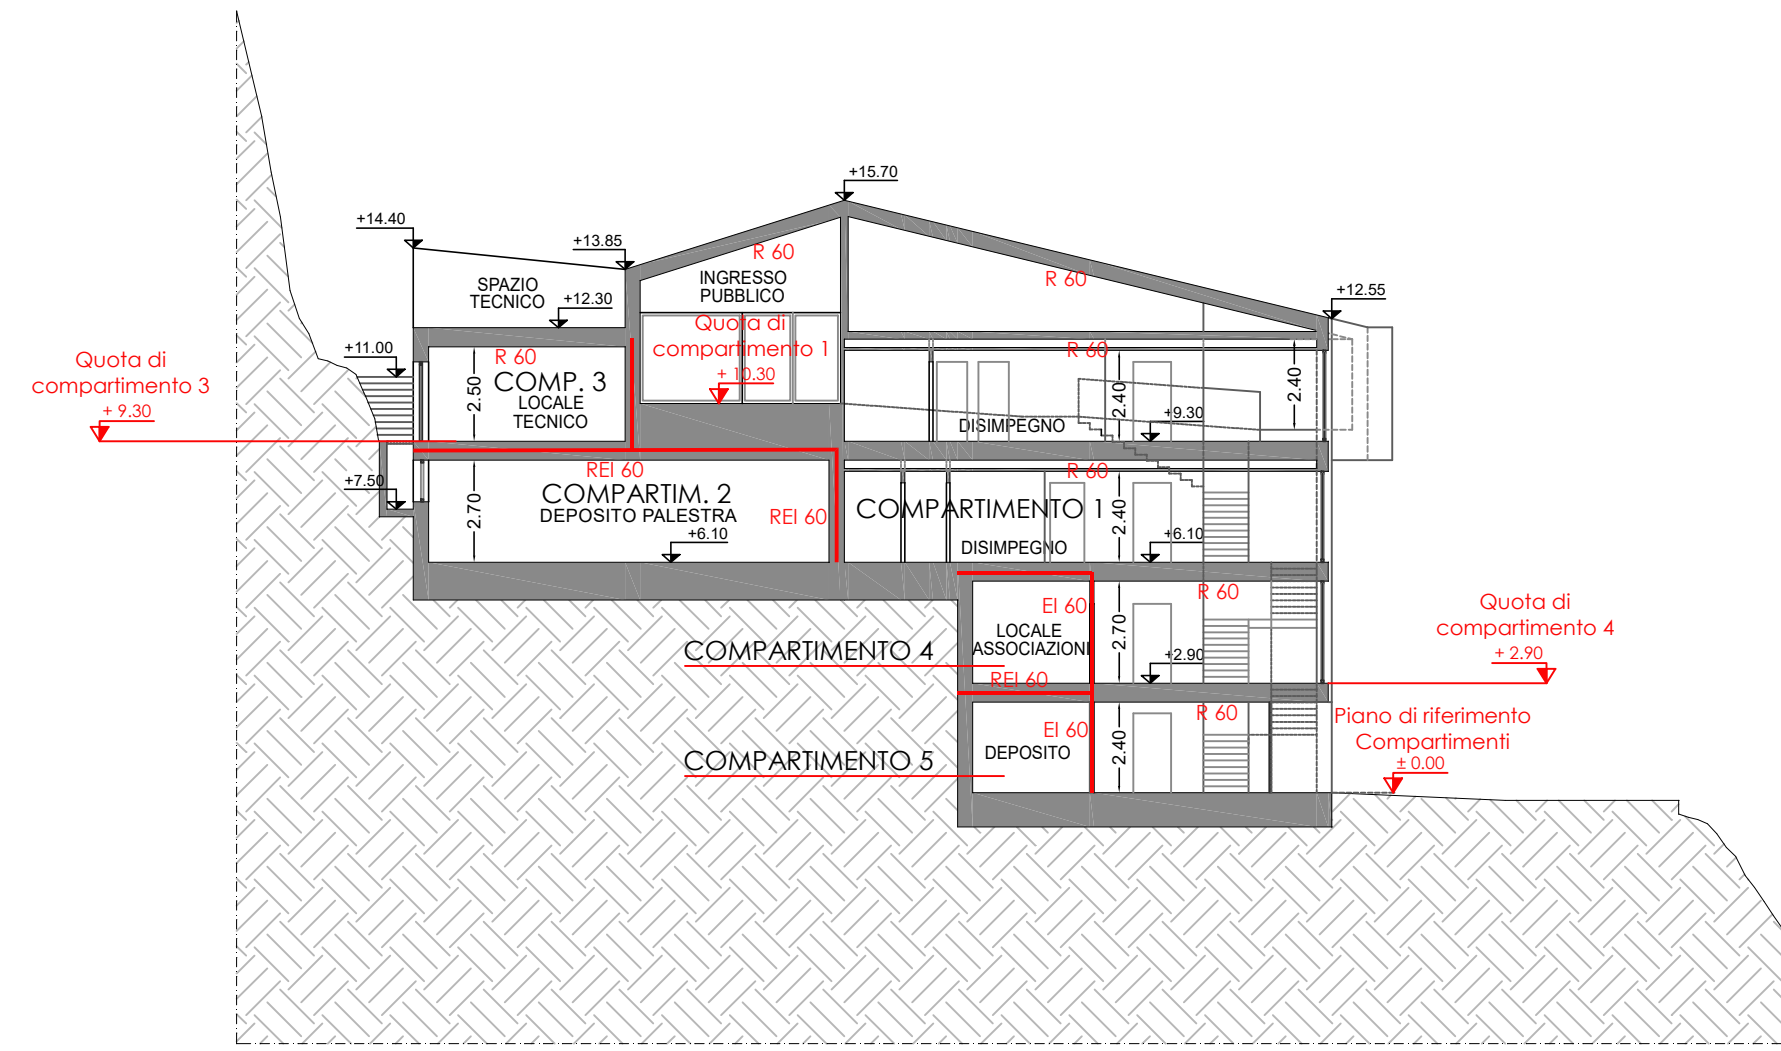 +15.70
+14.40
+13.85
R 60
INGRESSO
PUBBLICO
R 60
SPAZIO
TECNICO
+12.30
+12.55
Quota di
compartimento 1
+ 10.30
+11.00
R 60
COMP. 3
LOCALE
TECNICO
2.50
R 60
2.40
2.40
+9.30
DISIMPEGNO
Quota di
compartimento 3
+ 9.30
REI 60
COMPARTIM. 2
DEPOSITO PALESTRA
REI 60
+7.50
2.70
+6.10
R 60
COMPARTIMENTO 1
2.40
+6.10
DISIMPEGNO
EI 60
LOCALE
ASSOCIAZIONI
2.70
R 60
+2.90
COMPARTIMENTO 4
REI 60
Quota di
compartimento 4
+ 2.90
EI 60
DEPOSITO
2.40
R 60
COMPARTIMENTO 5
Piano di riferimento
Compartimenti
± 0.00